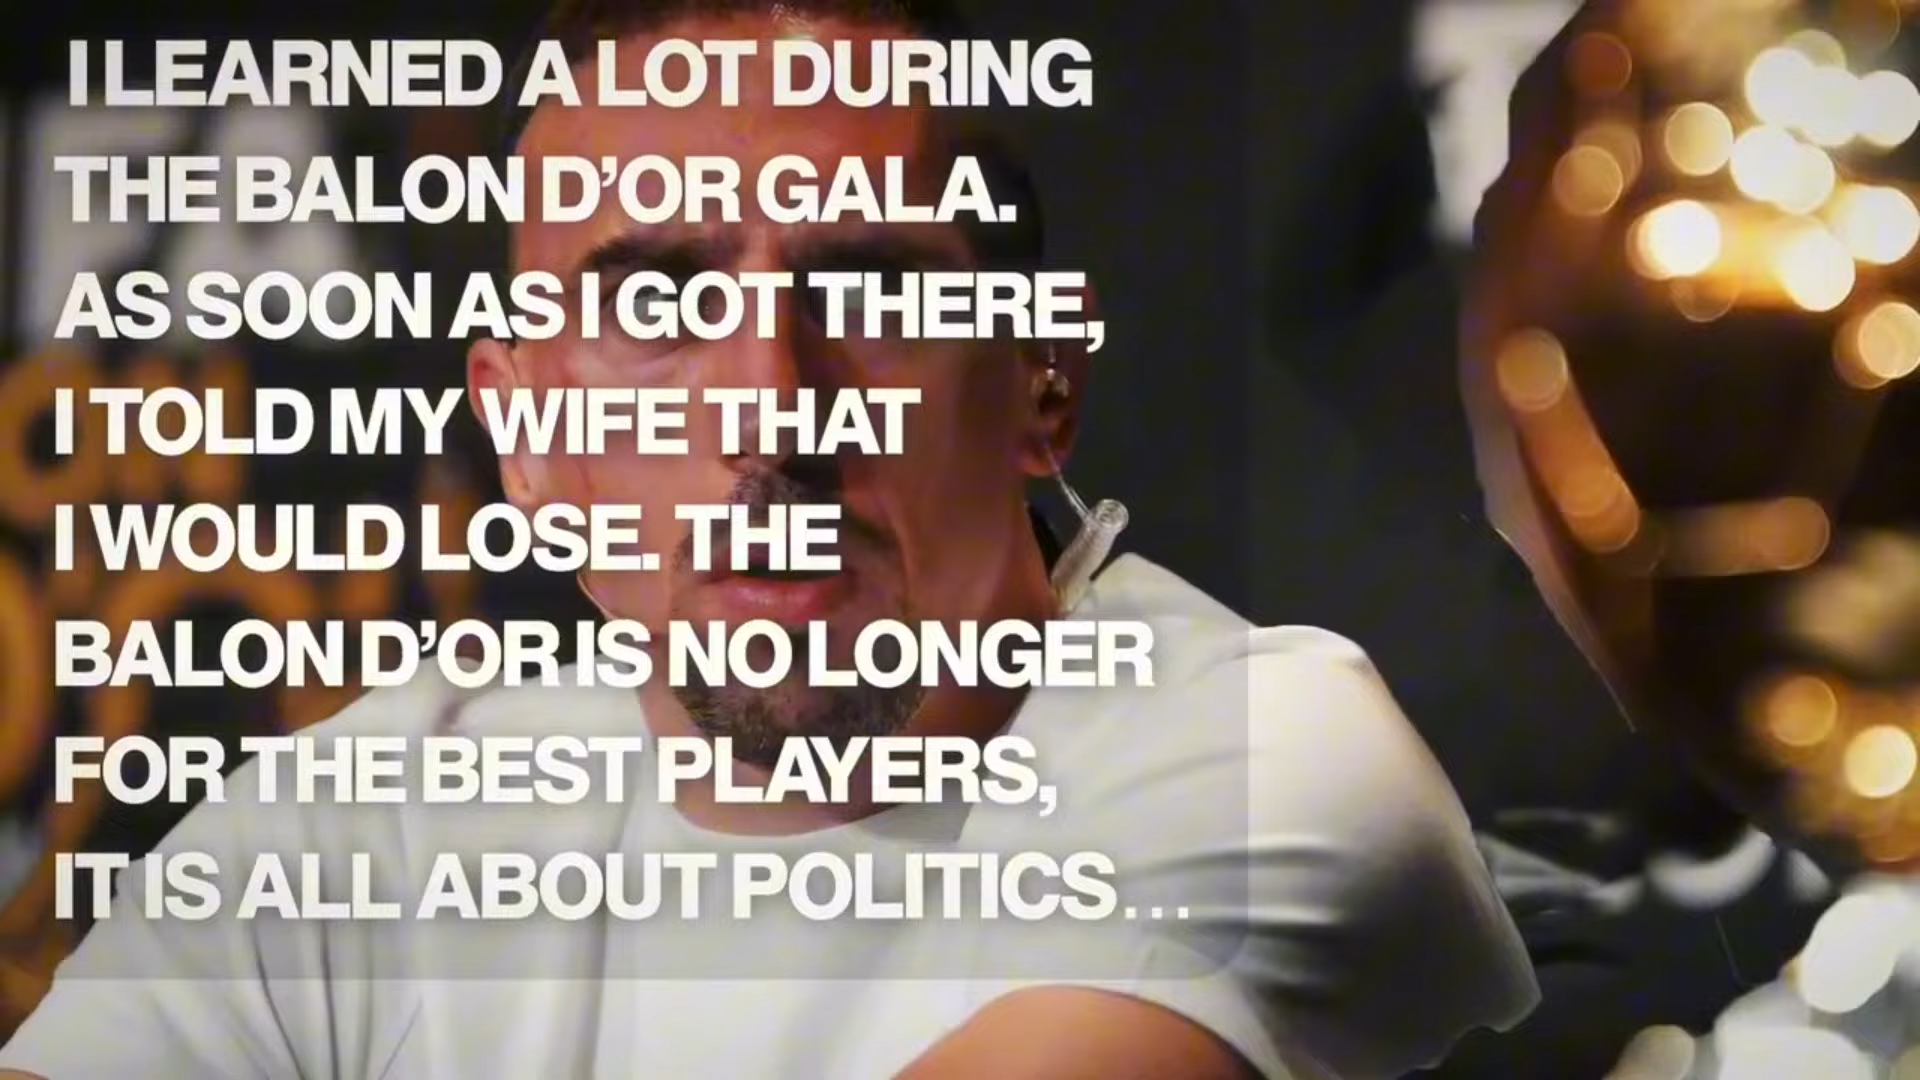 I LEARNED A LOT DURING
THE BALON D’OR GALA.
AS SOON AS I GOT THERE,
I TOLD MY WIFE THAT
I WOULD LOSE. THE
BALON D’OR IS NO LONGER
FOR THE BEST PLAYERS,
IT IS ALL ABOUT POLITICS...